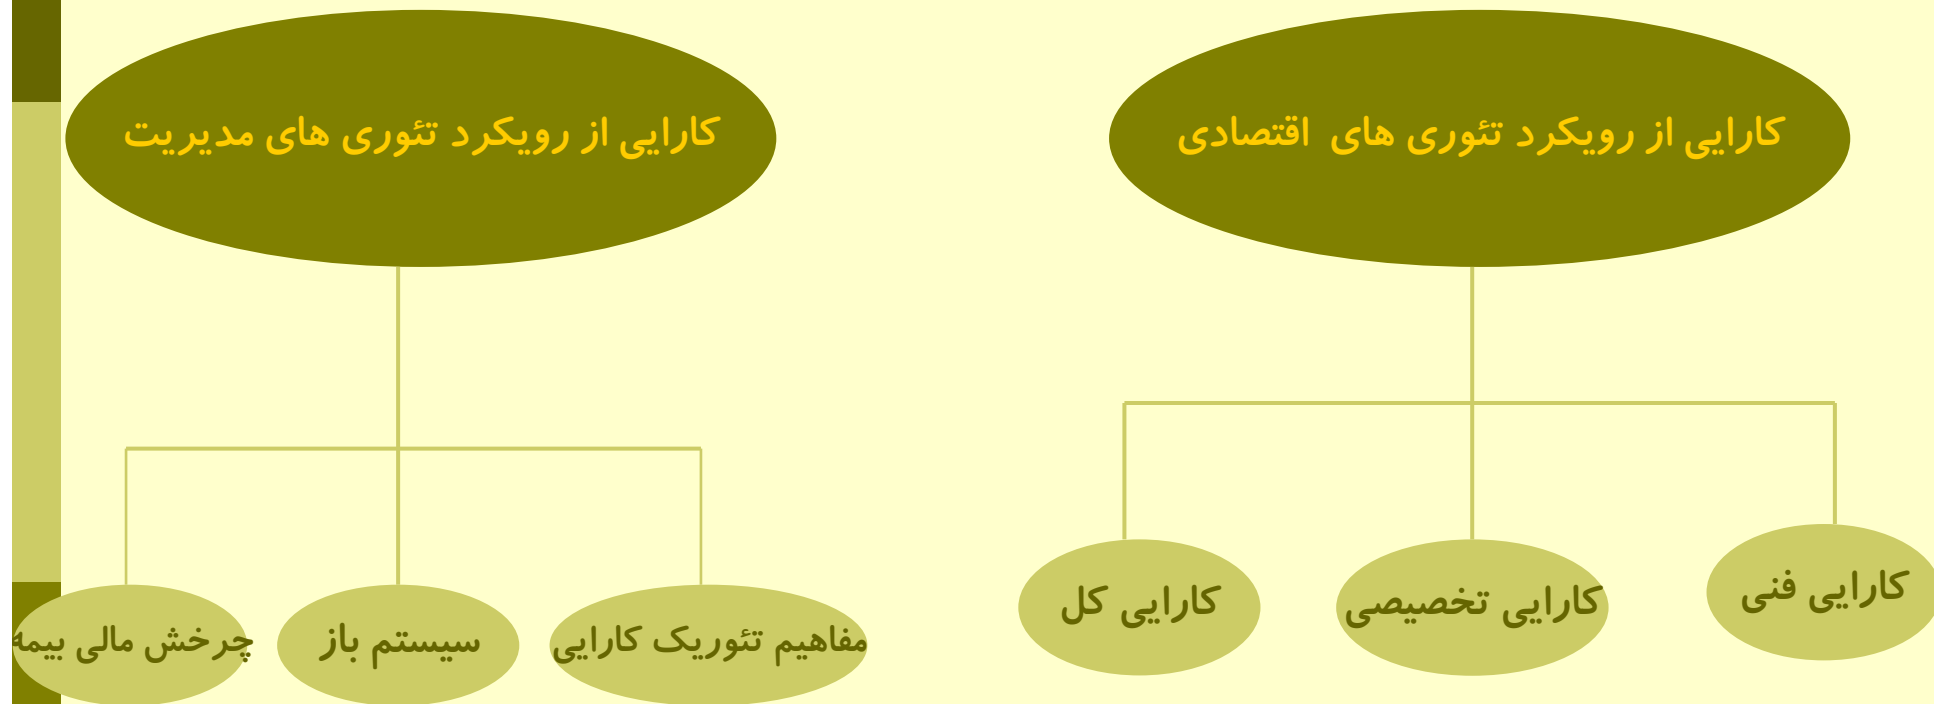 کارایی از رویکرد تئوری های اقتصادی
کارایی از رویکرد تئوری های مدیریت
کارایی فنی
کارایی تخصیصی
کارایی کل
مفاهیم تئوریک کارایی
سیستم باز
چرخش مالی بیمه